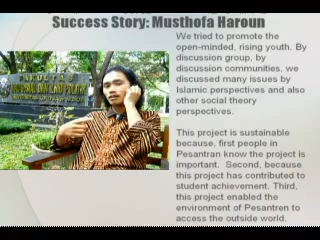 Success Story: Musthofa Haroun
We tried to promote the
open-minded, rising youth. By
discussion group, by
discussion communities, we
discussed many issues by
Islamic perspectives and also
other social theory
perspectives.
This project is sustainable
because, first people in
Pesantran know the project is
important.  Second, because
this project has contributed to
student achievement. Third,
this project enabled the
environment of Pesantren to
access the outside world.
FAKULTAS